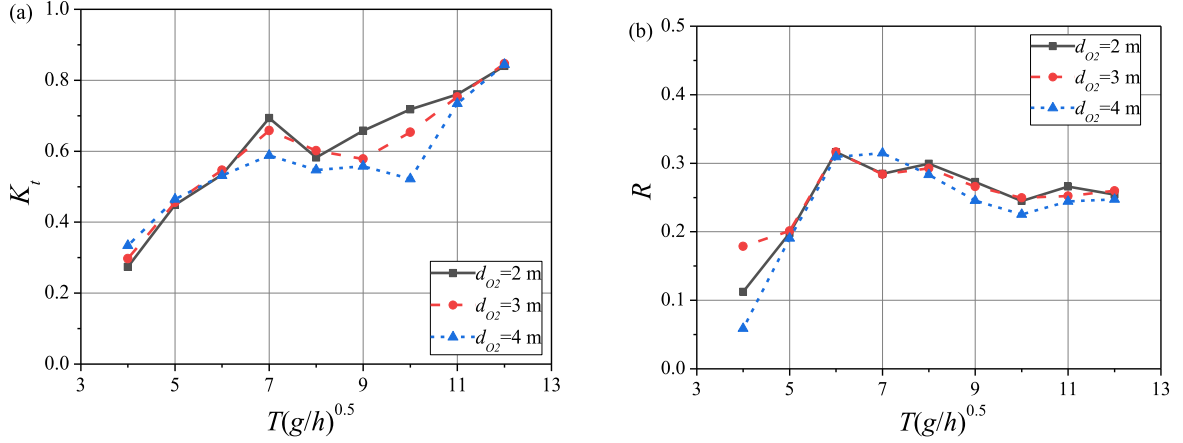 (a)
1.0
0.8
0.6
0.4
0.2
0.0
K_t
3 5 7 9 11 13
T(g/h)^0.5
d_O2=2 m
d_O2=3 m
d_O2=4 m
(b)
0.5
0.4
0.3
0.2
0.1
0.0
R
3 5 7 9 11 13
T(g/h)^0.5
d_O2=2 m
d_O2=3 m
d_O2=4 m